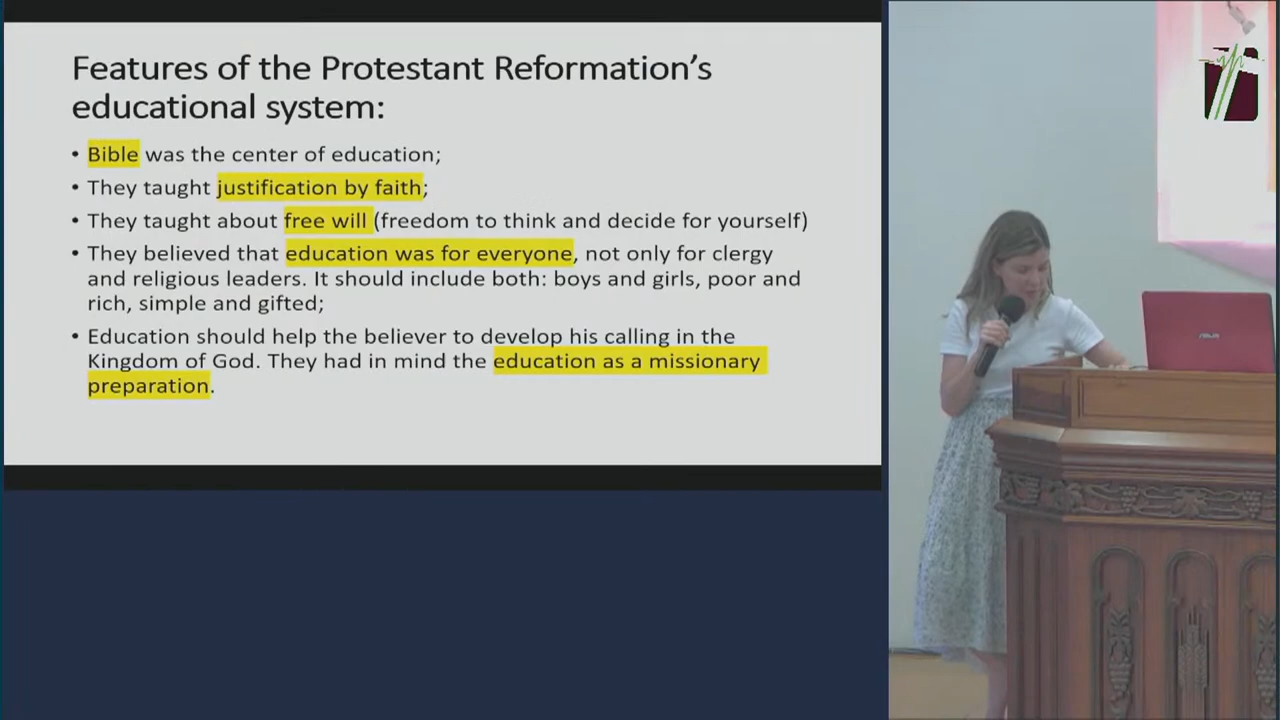 Features of the Protestant Reformation's
educational system:
• Bible was the center of education;
• They taught justification by faith;
• They taught about free will (freedom to think and decide for yourself)
• They believed that education was for everyone, not only for clergy
and religious leaders. It should include both: boys and girls, poor and
rich, simple and gifted;
• Education should help the believer to develop his calling in the
Kingdom of God. They had in mind the education as a missionary
preparation.